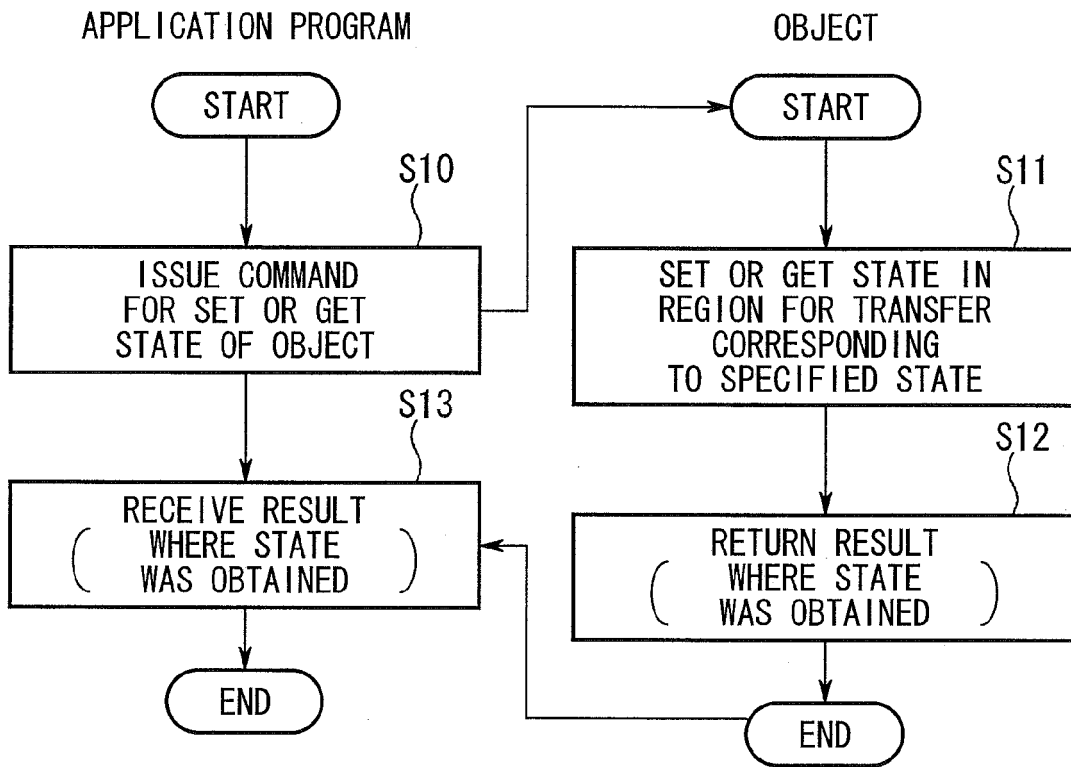 APPLICATION PROGRAM
START
S10
ISSUE COMMAND
FOR SET OR GET
STATE OF OBJECT
S13
RECEIVE RESULT
( WHERE STATE
WAS OBTAINED )
END
OBJECT
START
S11
SET OR GET STATE IN
REGION FOR TRANSFER
CORRESPONDING
TO SPECIFIED STATE
S12
RETURN RESULT
( WHERE STATE
WAS OBTAINED )
END